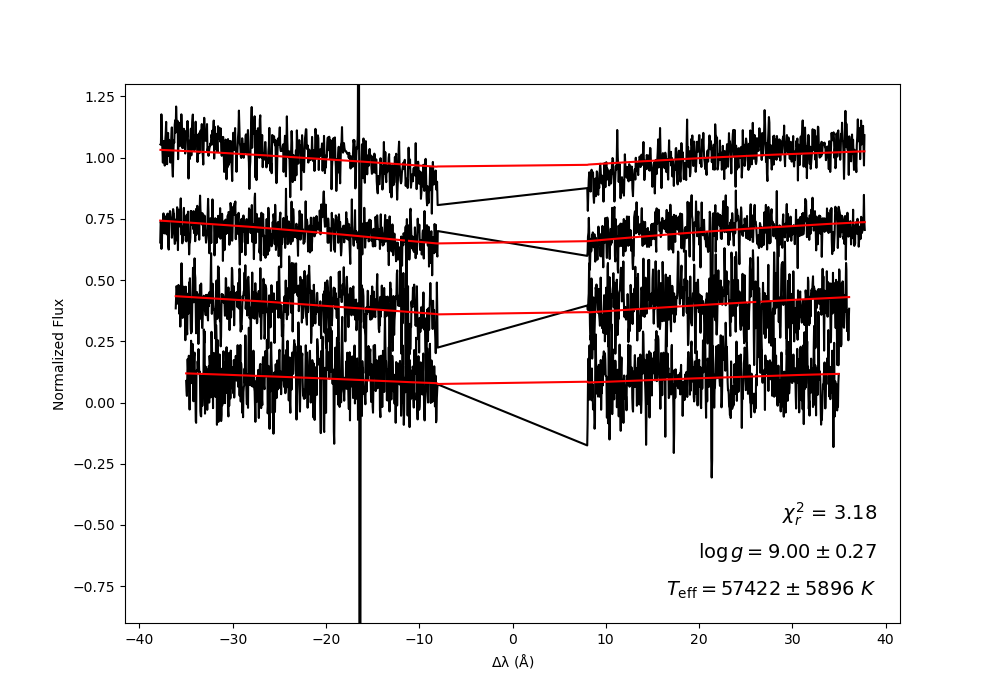 1.25
1.00
0.75
0.50
0.25
0.00
−0.25
−0.50
−0.75
Normalized Flux
χ²ᵣ = 3.18
log g = 9.00 ± 0.27
T_eff = 57422 ± 5896 K
−40 −30 −20 −10 0 10 20 30 40
Δλ (Å)